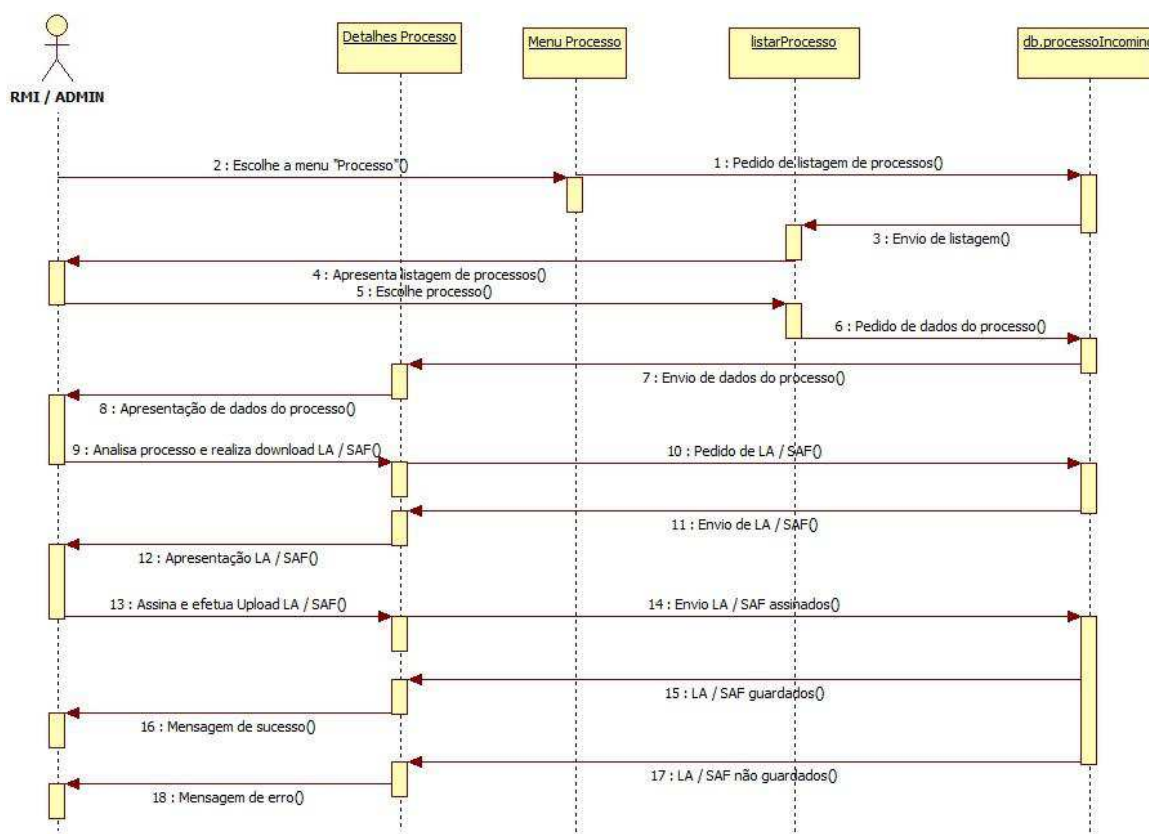 Detalhes Processo
Menu Processo
listarProcesso
db.processoIncoming
RMI / ADMIN
2 : Escolhe a menu "Processo"()
1 : Pedido de listagem de processos()
3 : Envio de listagem()
4 : Apresenta listagem de processos()
5 : Escolhe processo()
6 : Pedido de dados do processo()
7 : Envio de dados do processo()
8 : Apresentação de dados do processo()
9 : Analisa processo e realiza download LA / SAF()
10 : Pedido de LA / SAF()
11 : Envio de LA / SAF()
12 : Apresentação LA / SAF()
13 : Assina e efetua Upload LA / SAF()
14 : Envio LA / SAF assinados()
15 : LA / SAF guardados()
16 : Mensagem de sucesso()
17 : LA / SAF não guardados()
18 : Mensagem de erro()